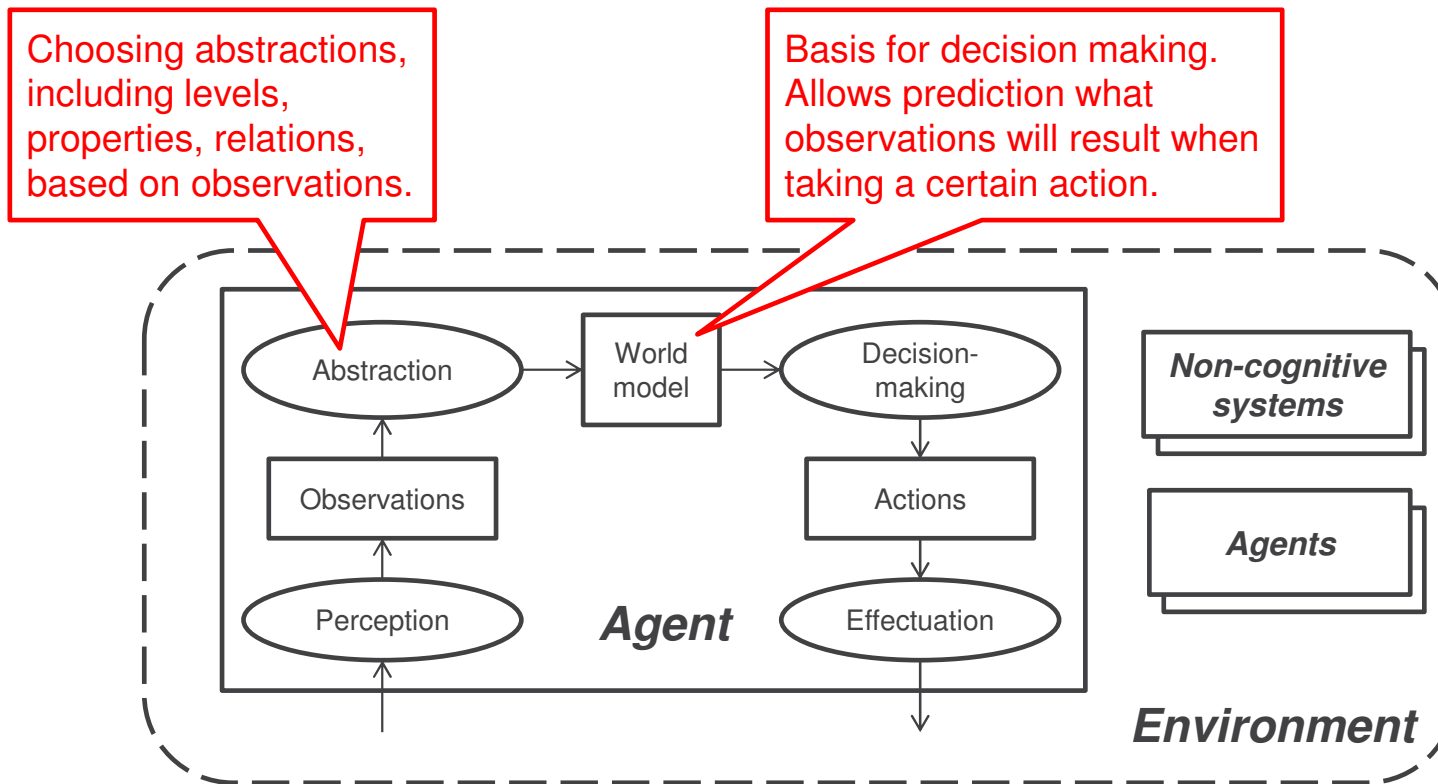 Choosing abstractions,
including levels,
properties, relations,
based on observations.
Basis for decision making.
Allows prediction what
observations will result when
taking a certain action.
Abstraction
World
model
Decision-
making
Non-cognitive
systems
Observations
Actions
Agents
Perception
Agent
Effectuation
Environment